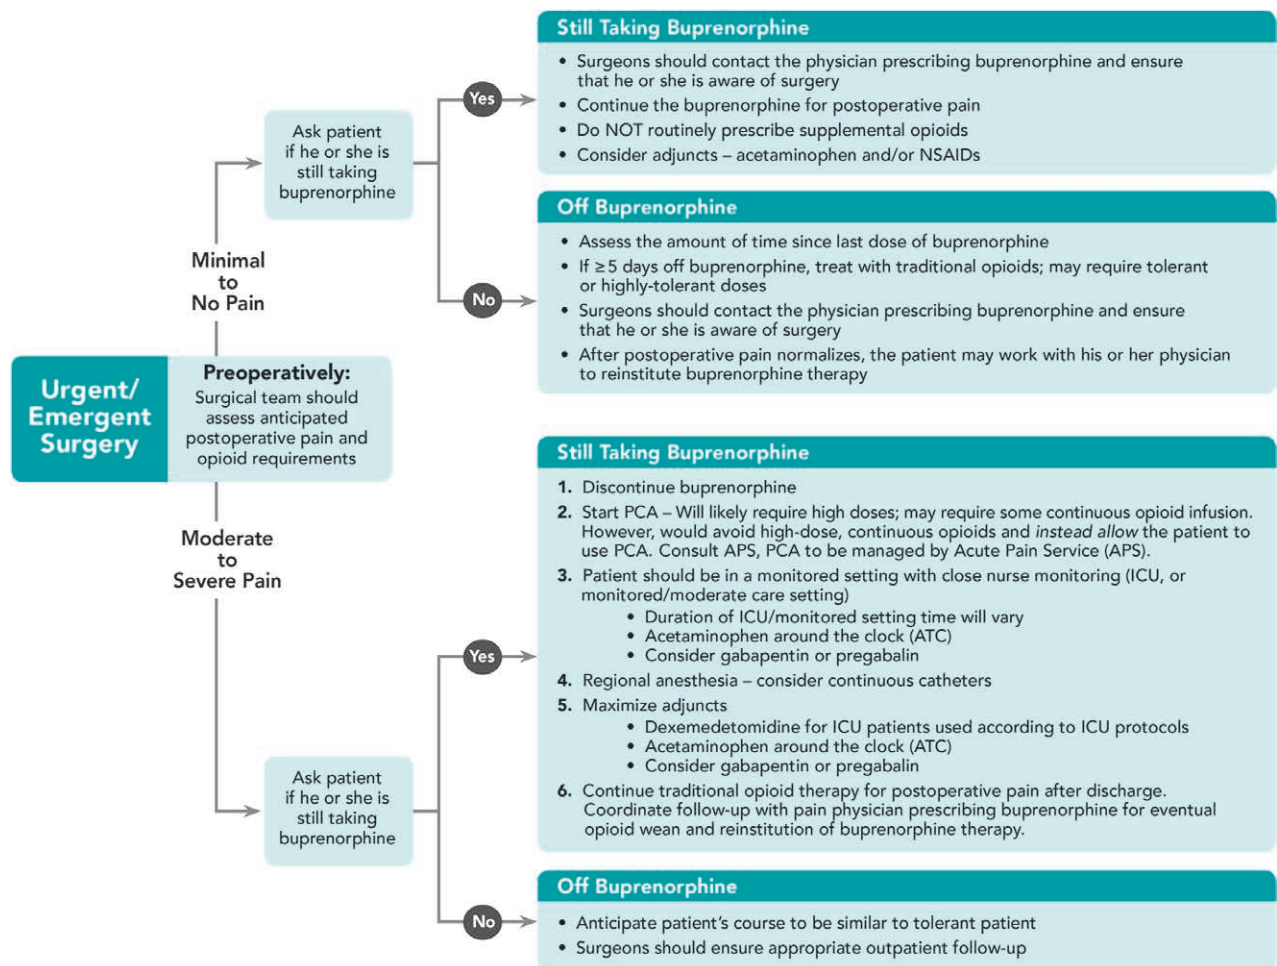 Urgent/
Emergent
Surgery
Preoperatively:
Surgical team should
assess anticipated
postoperative pain and
opioid requirements
Minimal
to
No Pain
Ask patient
if he or she is
still taking
buprenorphine
Yes
Still Taking Buprenorphine
• Surgeons should contact the physician prescribing buprenorphine and ensure
that he or she is aware of surgery
• Continue the buprenorphine for postoperative pain
• Do NOT routinely prescribe supplemental opioids
• Consider adjuncts – acetaminophen and/or NSAIDs
No
Off Buprenorphine
• Assess the amount of time since last dose of buprenorphine
• If ≥5 days off buprenorphine, treat with traditional opioids; may require tolerant
or highly-tolerant doses
• Surgeons should contact the physician prescribing buprenorphine and ensure
that he or she is aware of surgery
• After postoperative pain normalizes, the patient may work with his or her physician
to reinstitute buprenorphine therapy
Moderate
to
Severe Pain
Ask patient
if he or she is
still taking
buprenorphine
Yes
Still Taking Buprenorphine
1. Discontinue buprenorphine
2. Start PCA – Will likely require high doses; may require some continuous opioid infusion.
However, would avoid high-dose, continuous opioids and instead allow the patient to
use PCA. Consult APS, PCA to be managed by Acute Pain Service (APS).
3. Patient should be in a monitored setting with close nurse monitoring (ICU, or
monitored/moderate care setting)
• Duration of ICU/monitored setting time will vary
• Acetaminophen around the clock (ATC)
• Consider gabapentin or pregabalin
4. Regional anesthesia – consider continuous catheters
5. Maximize adjuncts
• Dexemedetomidine for ICU patients used according to ICU protocols
• Acetaminophen around the clock (ATC)
• Consider gabapentin or pregabalin
6. Continue traditional opioid therapy for postoperative pain after discharge.
Coordinate follow-up with pain physician prescribing buprenorphine for eventual
opioid wean and reinstitution of buprenorphine therapy.
No
Off Buprenorphine
• Anticipate patient's course to be similar to tolerant patient
• Surgeons should ensure appropriate outpatient follow-up